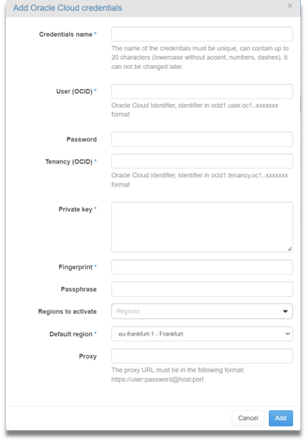 Add Oracle Cloud credentials
×
Credentials name *
The name of the credentials must be unique, can contain up to
20 characters (lowercase without accent, numbers, dashes). It
can not be changed later.
User (OCID) *
Oracle Cloud Identifier, identifier in ocid1.user.oc1..xxxxxxx
format
Password
Tenancy (OCID) *
Oracle Cloud Identifier, identifier in ocid1.tenancy.oc1..xxxxxxx
format
Private key *
Fingerprint *
Passphrase
Regions to activate
Regions
Default region *
eu-frankfurt-1 - Frankfurt
Proxy
The proxy URL must be in the following format:
https://user:password@host:port
Cancel
Add